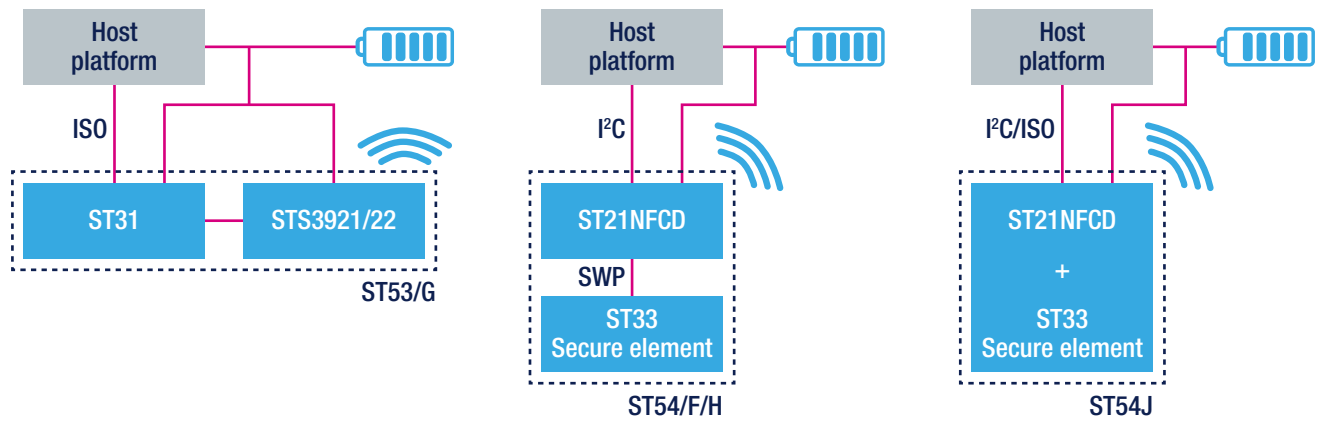 Host
platform
ISO
ST31
STS3921/22
ST53/G
Host
platform
I²C
ST21NFCD
SWP
ST33
Secure element
ST54/F/H
Host
platform
I²C/ISO
ST21NFCD
+
ST33
Secure element
ST54J